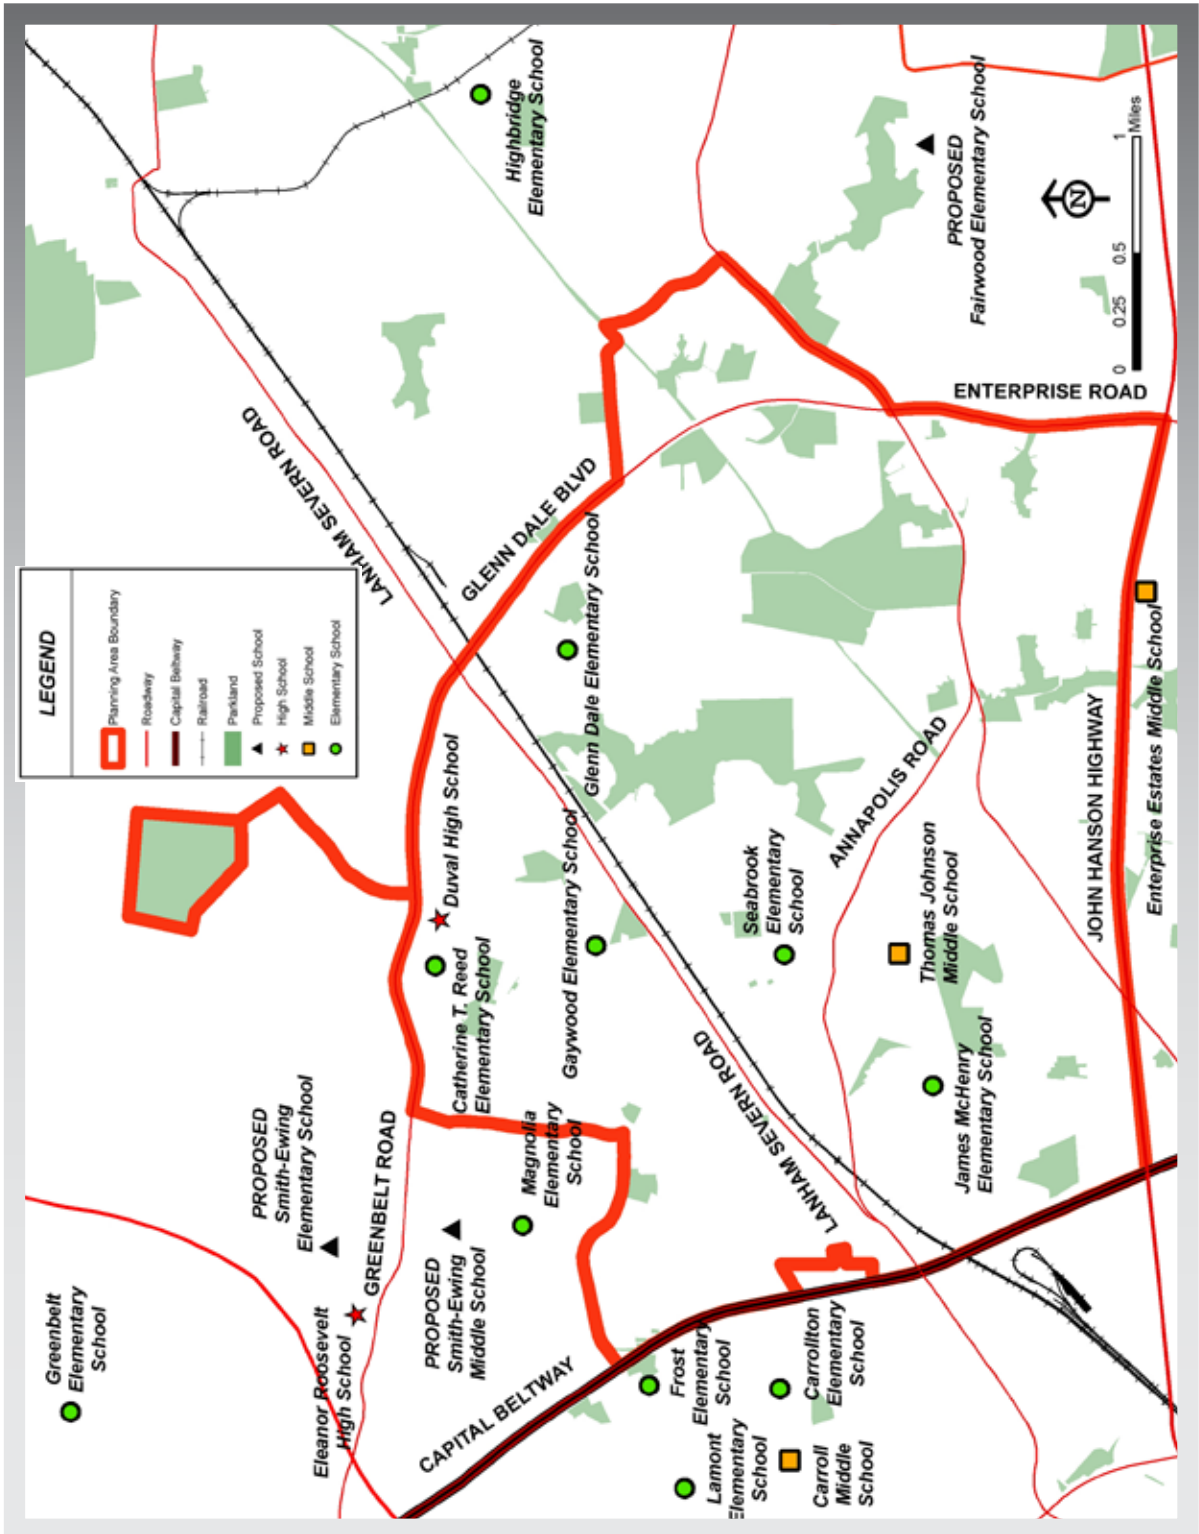 Greenbelt
Elementary
School
LEGEND
Planning Area Boundary
Roadway
Capital Beltway
Railroad
Parkland
Proposed School
High School
Middle School
Elementary School
PROPOSED
Smith-Ewing
Elementary School
LANHAM SEVERN ROAD
Eleanor Roosevelt
High School
GREENBELT ROAD
PROPOSED
Smith-Ewing
Middle School
Duval High School
Catherine T. Reed
Elementary School
GLENN DALE BLVD
Highbridge
Elementary School
CAPITAL BELTWAY
Magnolia
Elementary
School
Gaywood Elementary School
Glenn Dale Elementary School
Frost
Elementary
School
Lamont
Elementary
School
LANHAM SEVERN ROAD
Seabrook
Elementary
School
Carrollton
Elementary
School
Carroll
Middle
School
ANNAPOLIS ROAD
Thomas Johnson
Middle School
James McHenry
Elementary School
PROPOSED
Fairwood Elementary School
ENTERPRISE ROAD
N
JOHN HANSON HIGHWAY
0 0.25 0.5 1
Miles
Enterprise Estates Middle School